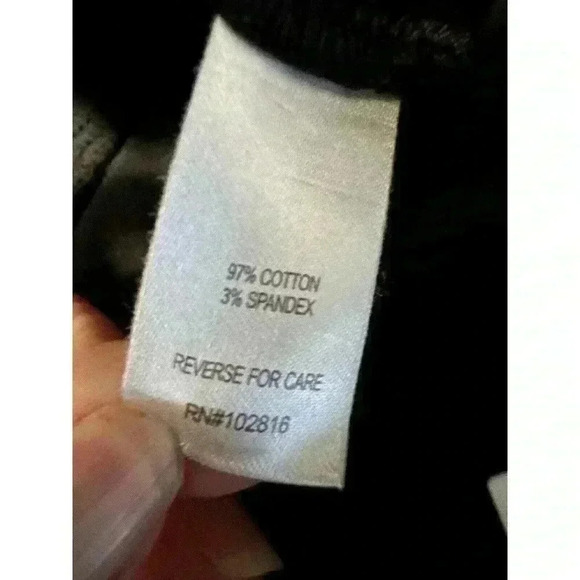 97% COTTON
3% SPANDEX
REVERSE FOR CARE
RN#102816